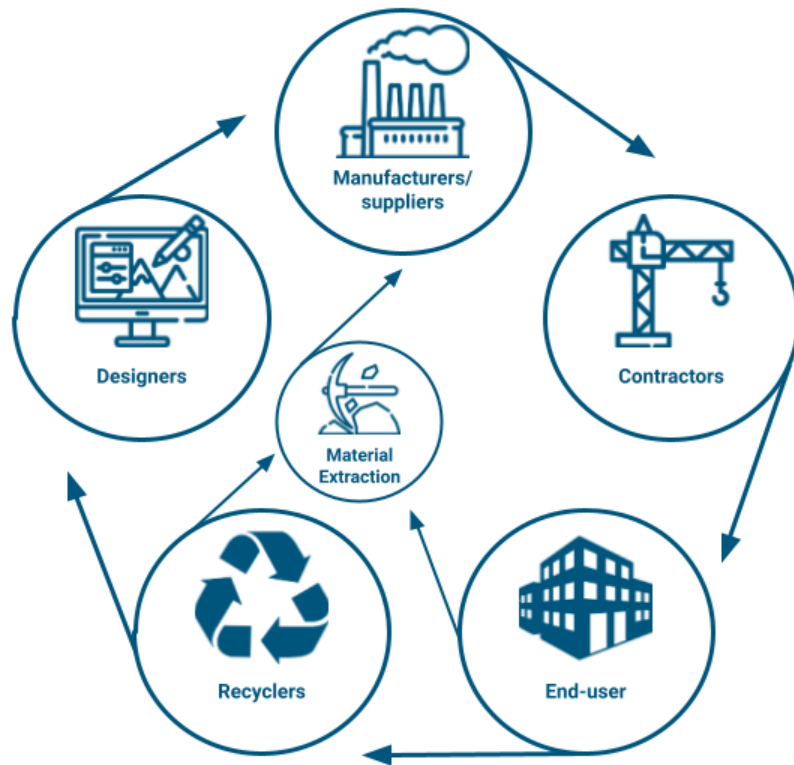 Manufacturers/
suppliers
Designers
Contractors
Material
Extraction
Recyclers
End-user